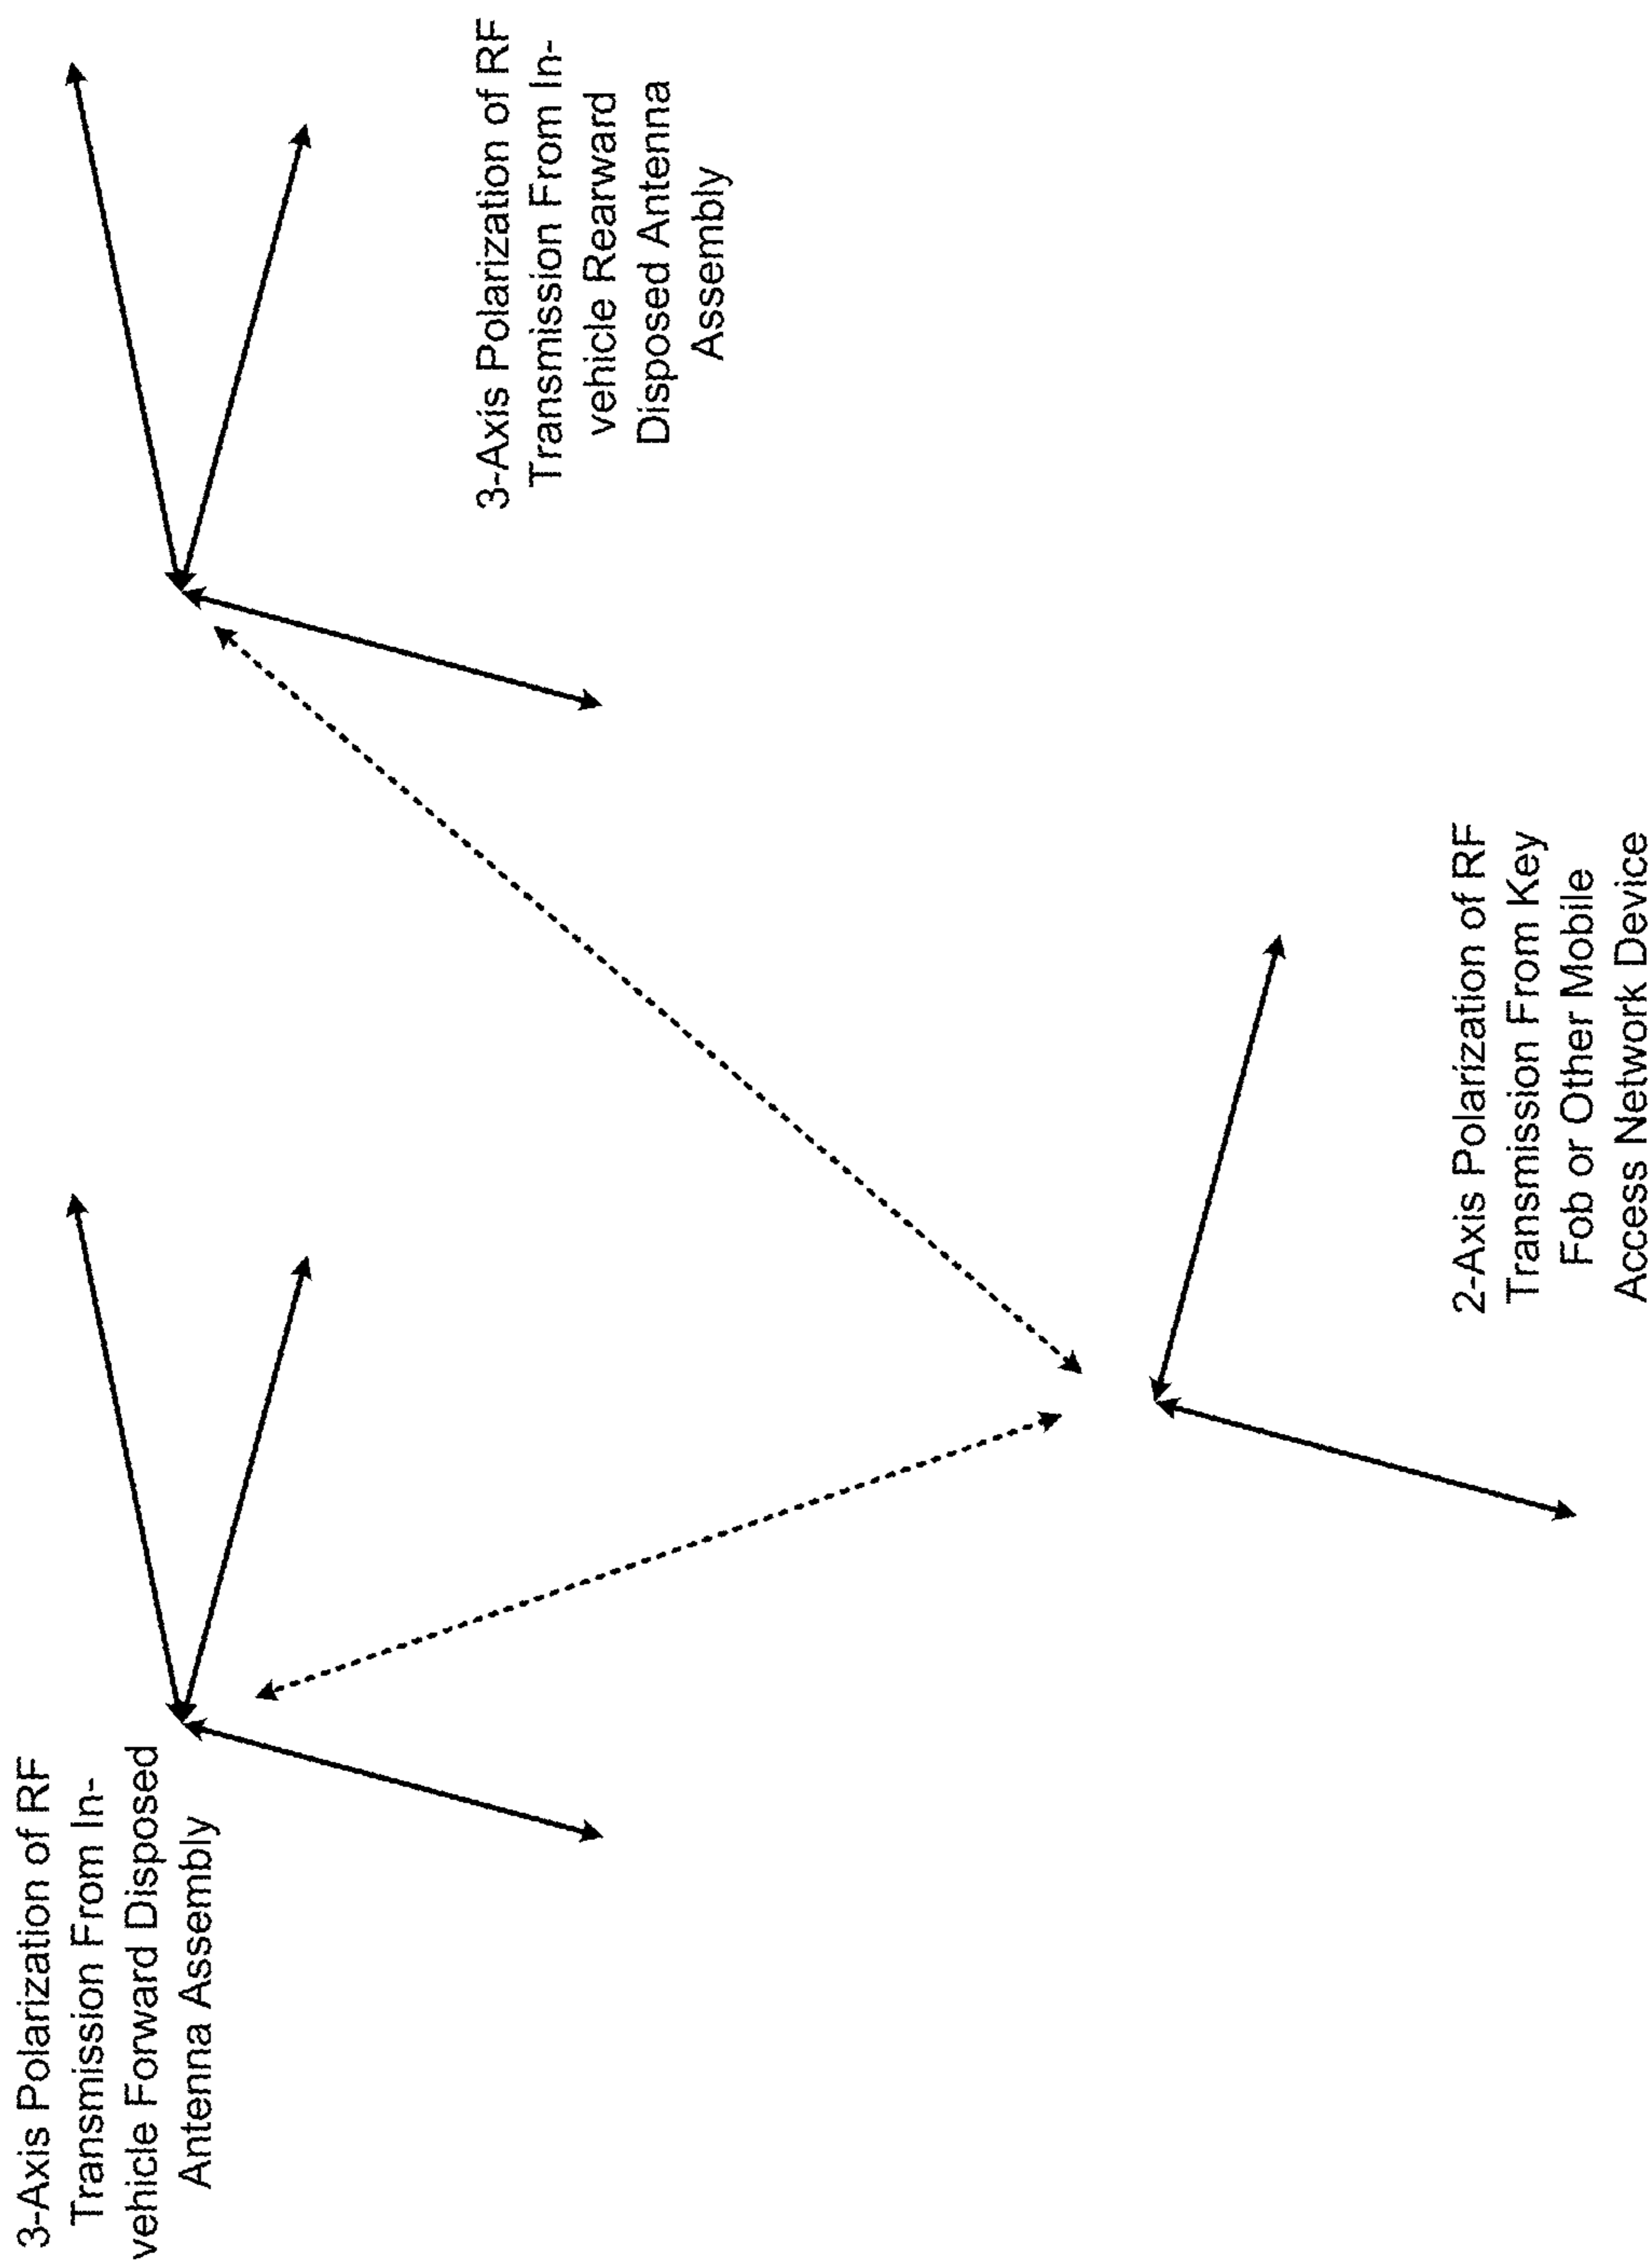 3-Axis Polarization of RF
Transmission From In-
vehicle Forward Disposed
Antenna Assembly
3-Axis Polarization of RF
Transmission From In-
vehicle Rearward
Disposed Antenna
Assembly
2-Axis Polarization of RF
Transmission From Key
Fob or Other Mobile
Access Network Device